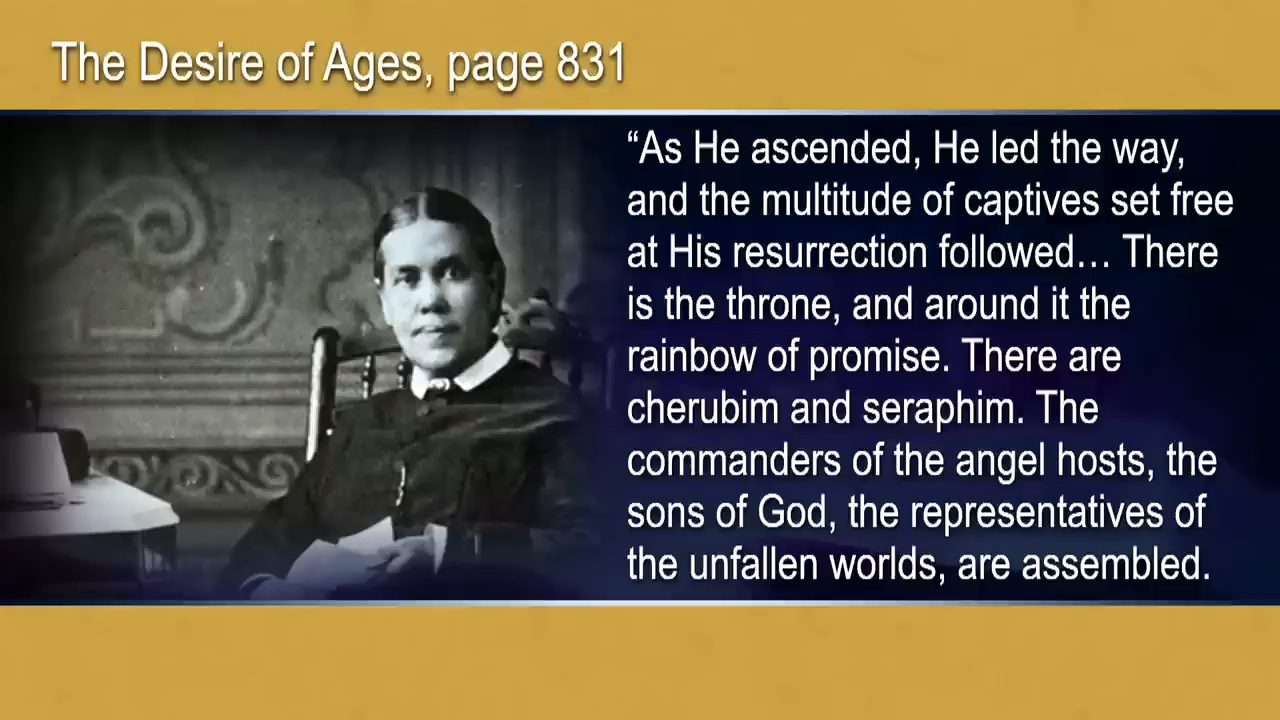 The Desire of Ages, page 831
“As He ascended, He led the way,
and the multitude of captives set free
at His resurrection followed… There
is the throne, and around it the
rainbow of promise. There are
cherubim and seraphim. The
commanders of the angel hosts, the
sons of God, the representatives of
the unfallen worlds, are assembled.